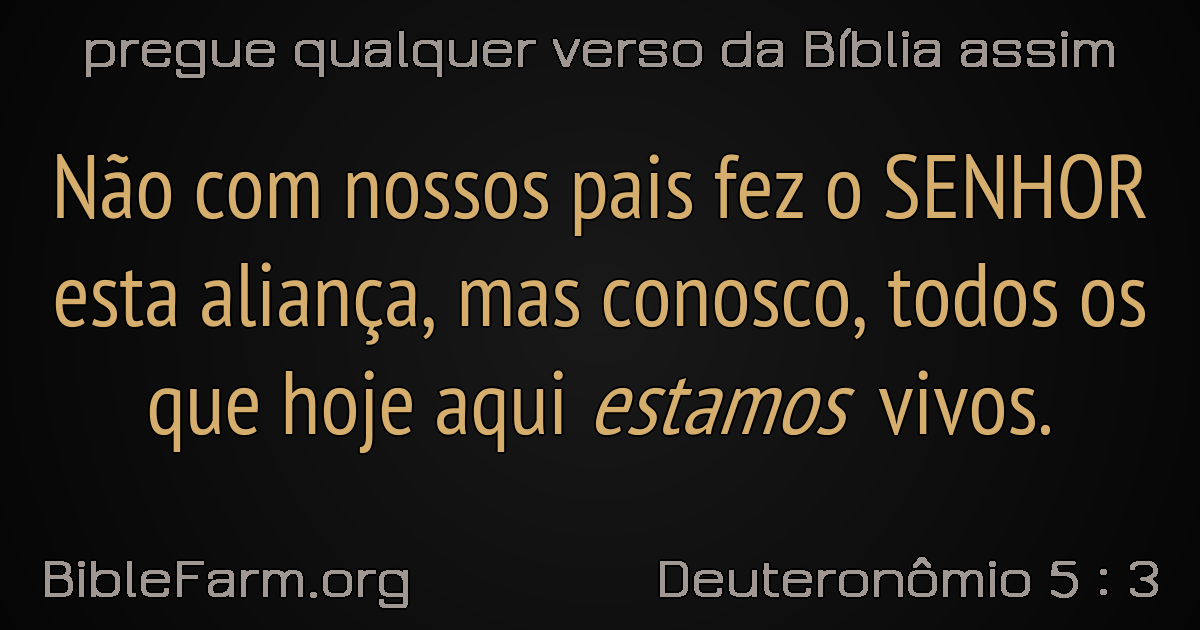 pregue qualquer verso da Bíblia assim
Não com nossos pais fez o SENHOR
esta aliança, mas conosco, todos os
que hoje aqui estamos vivos.
BibleFarm.org
Deuteronômio 5 : 3